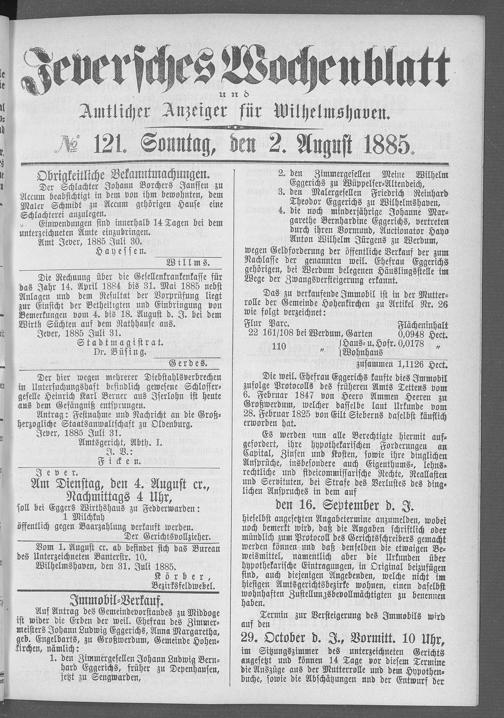 Jeversches Wochenblatt
und
Amtlicher Anzeiger für Wilhelmshaven.
№ 121. Sonntag, den 2. August 1885.
Obrigkeitliche Bekanntmachungen.
Der Schlachter Johann Borchers Janssen zu
Accum beabsichtigt in dem von ihm bewohnten, dem
Maler Schmidt zu Accum gehörigen Hause eine
Schlachterei anzulegen.
Einwendungen sind innerhalb 14 Tagen bei dem
unterzeichneten Amte einzubringen.
Amt Jever, 1885 Juli 30.
Hayessen.
Willms.
Die Rechnung über die Gesellenkrankenkasse für
das Jahr 14. April 1884 bis 31. Mai 1885 nebst
Anlagen und dem Resultat der Vorprüfung liegt
zur Einsicht der Betheiligten und Einbringung von
Bemerkungen vom 4. bis 18. August d. J. bei dem
Wirth Süchten auf dem Rathhause aus.
Jever, 1885 Juli 31.
Stadtmagistrat.
Dr. Büsing.
Gerdes.
Der hier wegen mehrerer Diebstahlsverbrechen
in Untersuchungshaft befindlich gewesene Schlosser-
geselle Heinrich Karl Berner aus Iserlohn ist heute
aus dem Gefängniß entsprungen.
Antrag: Festnahme und Nachricht an die Groß-
herzogliche Staatsanwaltschaft zu Oldenburg.
Jever, 1885 Juli 31.
Amtsgericht, Abth. I.
J. V.:
Ficken.
Jever.
Am Dienstag, den 4. August cr.,
Nachmittags 4 Uhr,
soll bei Eggers Wirthshaus zu Fedderwarden:
1 Milchkuh
öffentlich gegen Baarzahlung verkauft werden.
Der Gerichtsvollzieher.
Vom 1. August cr. ab befindet sich das Bureau
des Unterzeichneten Banterstr. 10.
Wilhelmshaven, den 31. Juli 1885.
Körber,
Bezirksfeldwebel.
Immobil-Verkauf.
Auf Antrag des Gemeindevorstandes zu Middoge
ist wider die Erben der weil. Ehefrau des Zimmer-
meisters Johann Ludwig Eggerichs, Anna Margaretha,
geb. Engelbarts, zu Großwerdum, Gemeinde Hohen-
kirchen, nämlich:
1. den Zimmergesellen Johann Ludwig Bern-
hard Eggerichs, früher zu Depenhausen,
jetzt zu Sengwarden,
2. den Zimmergesellen Meine Wilhelm
Eggerichs zu Wüppelser-Altendeich,
3. den Malergesellen Friedrich Reinhard
Theodor Eggerichs zu Wilhelmshaven,
4. die noch minderjährige Johanne Mar-
garethe Bernhardine Eggerichs, vertreten
durch ihren Vormund, Auctionator Hayo
Anton Wilhelm Jürgens zu Werdum,
wegen Geldforderung der öffentliche Verkauf der zum
Nachlasse der genannten weil. Ehefrau Eggerichs
gehörigen, bei Werdum belegenen Häuslingsstelle im
Wege der Zwangsversteigerung erkannt.
Das zu verkaufende Immobil ist in der Mutter-
rolle der Gemeinde Hohenkirchen zu Artikel Nr. 26
wie folgt verzeichnet:
Flur Parc. Flächeninhalt
22 161/108 bei Werdum, Garten 0,0948 Hect.
110 „ Haus- u. Hofr. 0,0178 „
Wohnhaus
zusammen 1,1126 Hect.
Die weil. Ehefrau Eggerichs kaufte dies Immobil
zufolge Protocolls des früheren Amts Tettens vom
6. Februar 1847 von Heero Ammen Heeren zu
Großwerdum, welcher dasselbe laut Urkunde vom
28. Februar 1825 von Eilt Siebens daselbst käuflich
erworben hat.
Es werden nun alle Berechtigte hiermit auf-
gefordert, ihre hypothekarischen Forderungen an
Capital, Zinsen und Kosten, sowie ihre dinglichen
Ansprüche, insbesondere auch Eigenthums-, lehns-
rechtliche und fideicommissarische Rechte, Reallasten
und Servituten, bei Strafe des Verlustes des ding-
lichen Anspruches in dem auf
den 16. September d. J.
hieselbst angesetzten Angabetermine anzumelden, wobei
noch bemerkt wird, daß die Angaben schriftlich oder
mündlich zum Protocoll des Gerichtsschreibers gemacht
werden können und daß denselben die etwaigen Be-
weismittel, namentlich aber die Urkunden über
hypothekarische Eintragungen, in Original beizufügen
sind, auch diejenigen Angebenden, welche nicht im
hiesigen Amtsgerichtsbezirke wohnen, einen daselbst
wohnhaften Zustellungsbevollmächtigten zu benennen
haben.
Termin zur Versteigerung des Immobils wird
auf den
29. October d. J., Vormitt. 10 Uhr,
im Sitzungszimmer des unterzeichneten Gerichts
angesetzt und können 14 Tage vor diesem Termine
die Auszüge aus der Mutterrolle und dem Hypothken-
buche, sowie die Abschätzungen und der Entwurf der